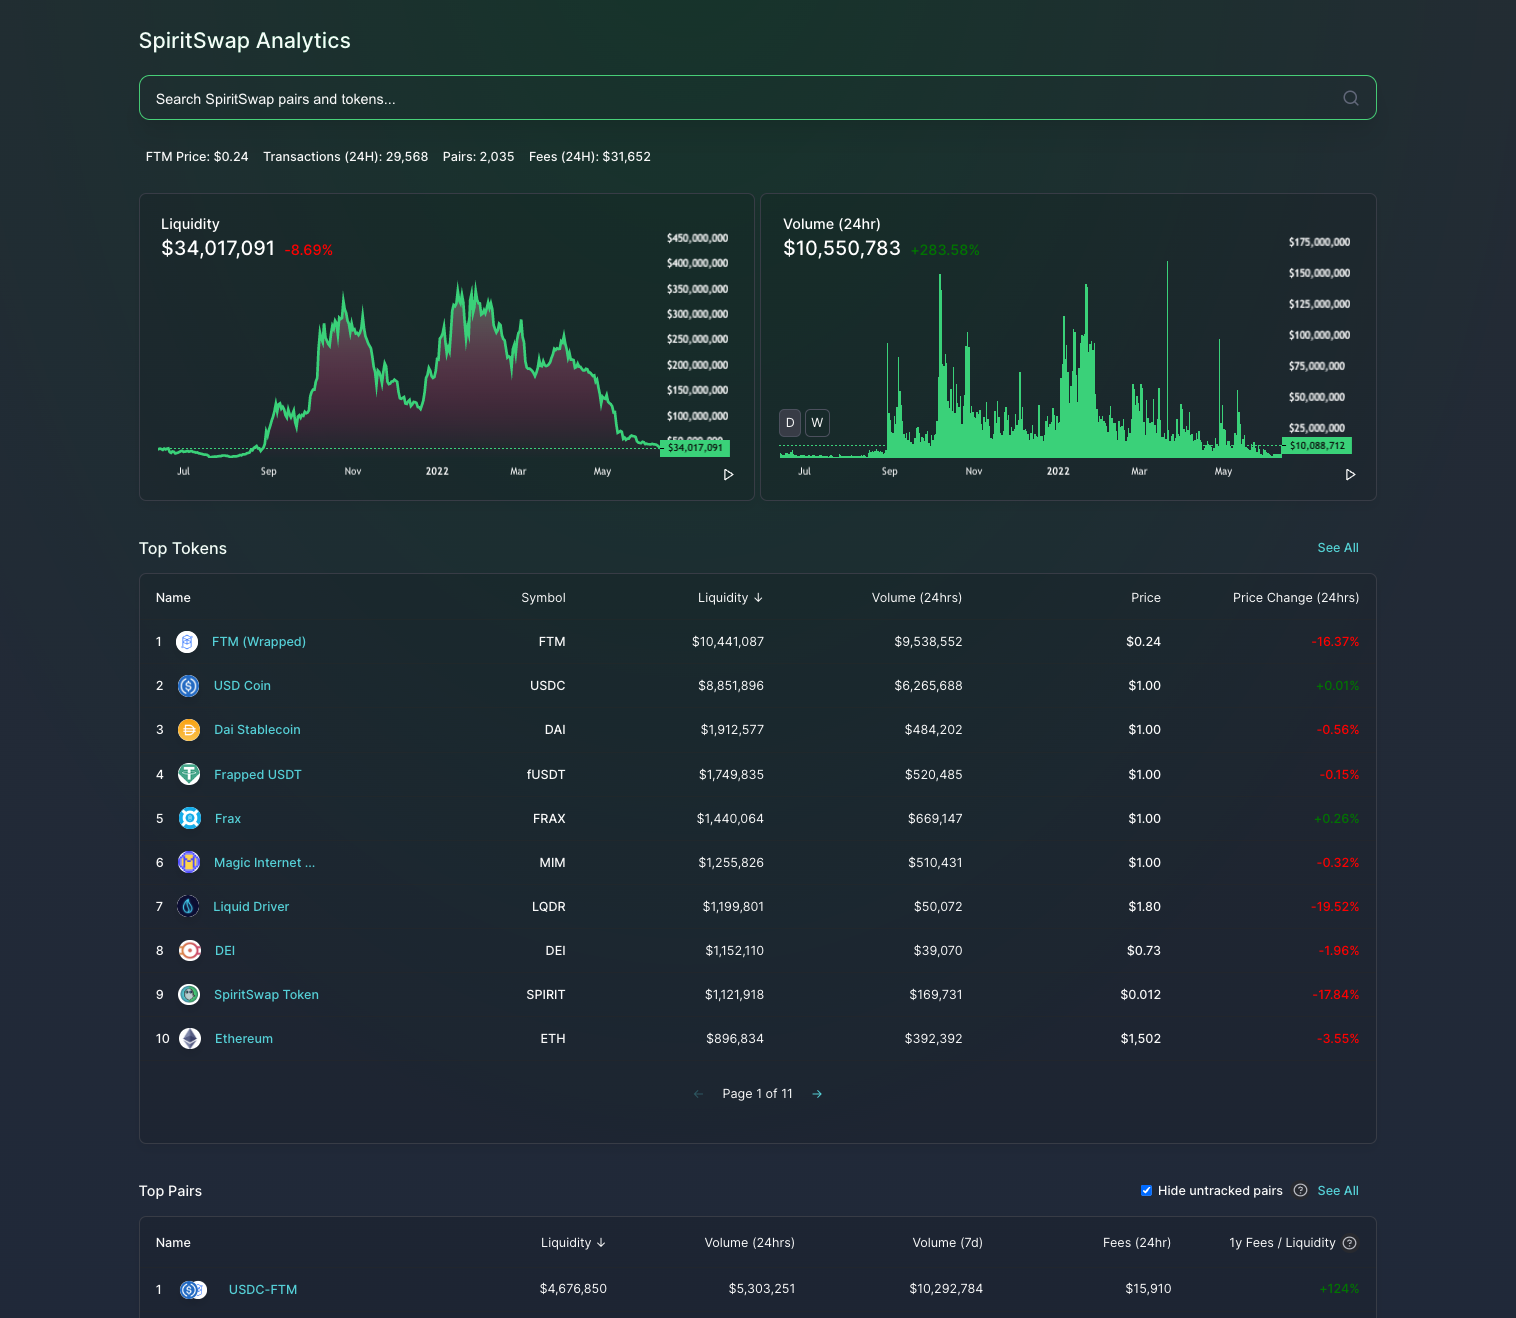 SpiritSwap Analytics
Search SpiritSwap pairs and tokens...
FTM Price: $0.24 Transactions (24H): 29,568 Pairs: 2,035 Fees (24H): $31,652
Liquidity
$34,017,091 -8.69%
$450,000,000
$400,000,000
$350,000,000
$300,000,000
$250,000,000
$200,000,000
$150,000,000
$100,000,000
$50,000,000
$34,017,091
Jul Sep Nov 2022 Mar May
Volume (24hr)
$10,550,783 +283.58%
$175,000,000
$150,000,000
$125,000,000
$100,000,000
$75,000,000
$50,000,000
$25,000,000
$10,088,712
D W
Jul Sep Nov 2022 Mar May
Top Tokens See All
Name Symbol Liquidity ↓ Volume (24hrs) Price Price Change (24hrs)
1 FTM (Wrapped) FTM $10,441,087 $9,538,552 $0.24 -16.37%
2 USD Coin USDC $8,851,896 $6,265,688 $1.00 +0.01%
3 Dai Stablecoin DAI $1,912,577 $484,202 $1.00 -0.56%
4 Frapped USDT fUSDT $1,749,835 $520,485 $1.00 -0.15%
5 Frax FRAX $1,440,064 $669,147 $1.00 +0.26%
6 Magic Internet ... MIM $1,255,826 $510,431 $1.00 -0.32%
7 Liquid Driver LQDR $1,199,801 $50,072 $1.80 -19.52%
8 DEI DEI $1,152,110 $39,070 $0.73 -1.96%
9 SpiritSwap Token SPIRIT $1,121,918 $169,731 $0.012 -17.84%
10 Ethereum ETH $896,834 $392,392 $1,502 -3.55%
← Page 1 of 11 →
Top Pairs Hide untracked pairs ? See All
Name Liquidity ↓ Volume (24hrs) Volume (7d) Fees (24hr) 1y Fees / Liquidity ?
1 USDC-FTM $4,676,850 $5,303,251 $10,292,784 $15,910 +124%